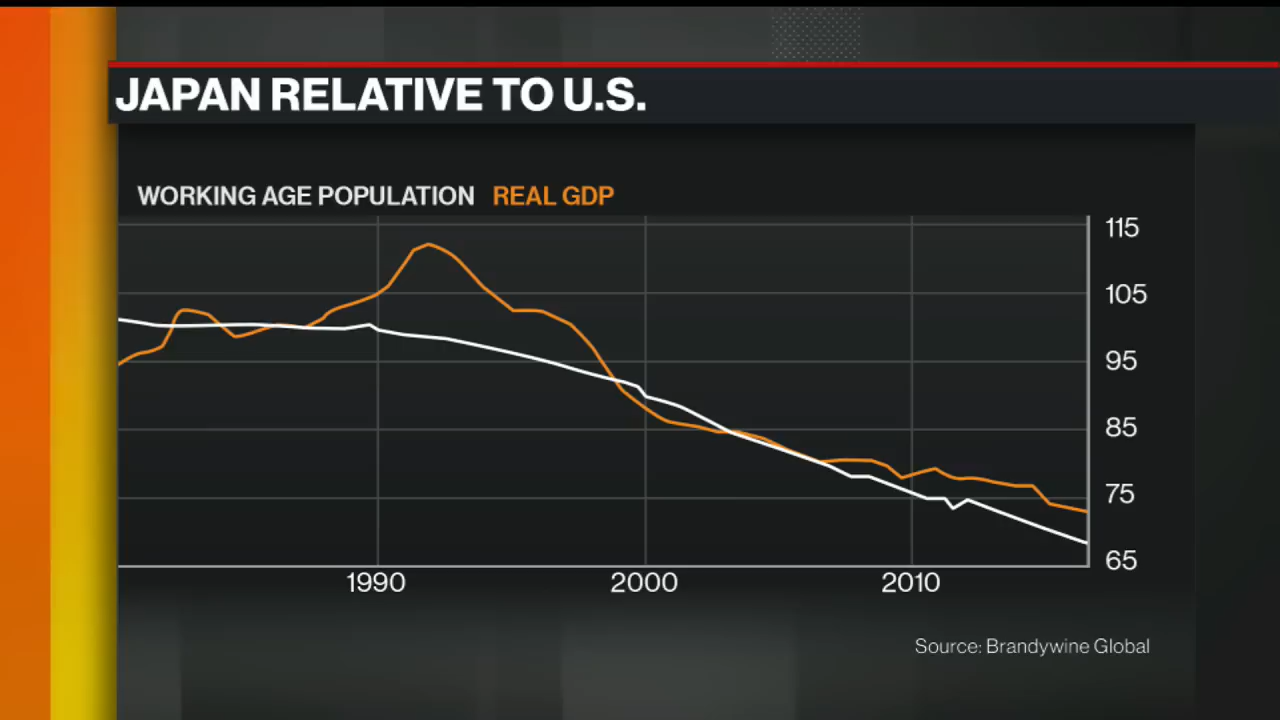 JAPAN RELATIVE TO U.S.
WORKING AGE POPULATION REAL GDP
115
105
95
85
75
65
1990 2000 2010
Source: Brandywine Global